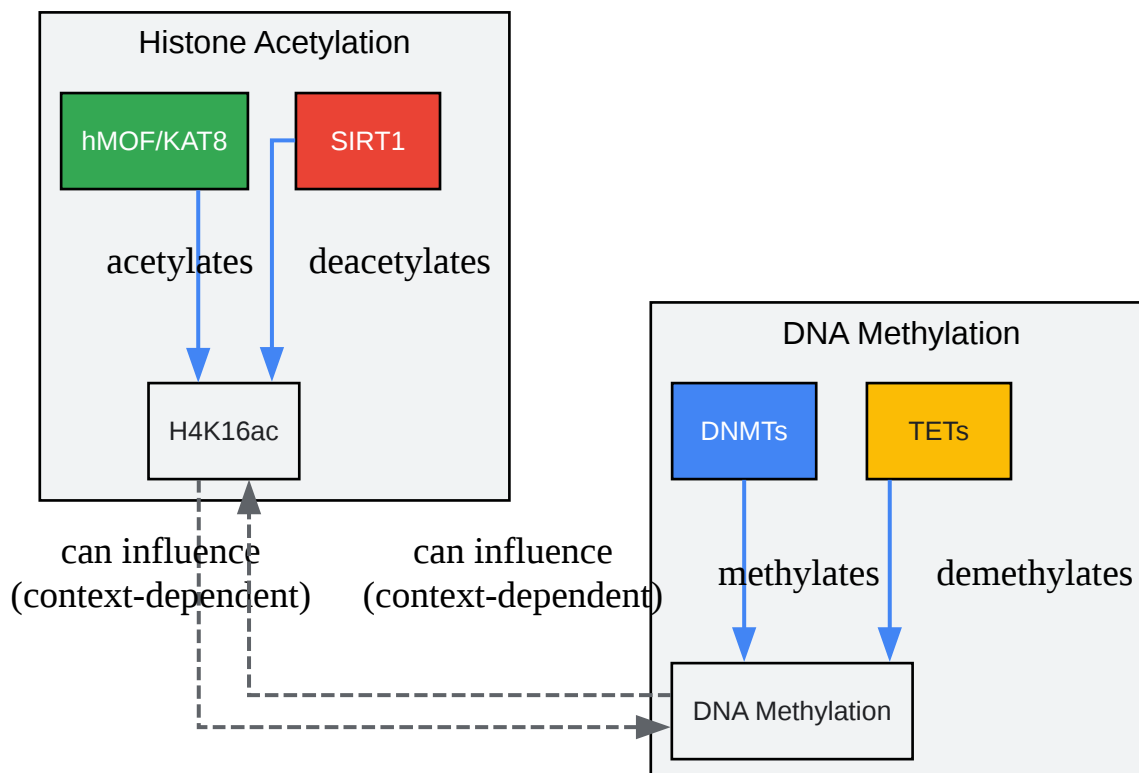 Histone Acetylation
hMOF/KAT8
SIRT1
acetylates
deacetylates
H4K16ac
DNA Methylation
DNMTs
TETs
can influence
(context-dependent)
can influence
(context-dependent)
methylates
demethylates
DNA Methylation